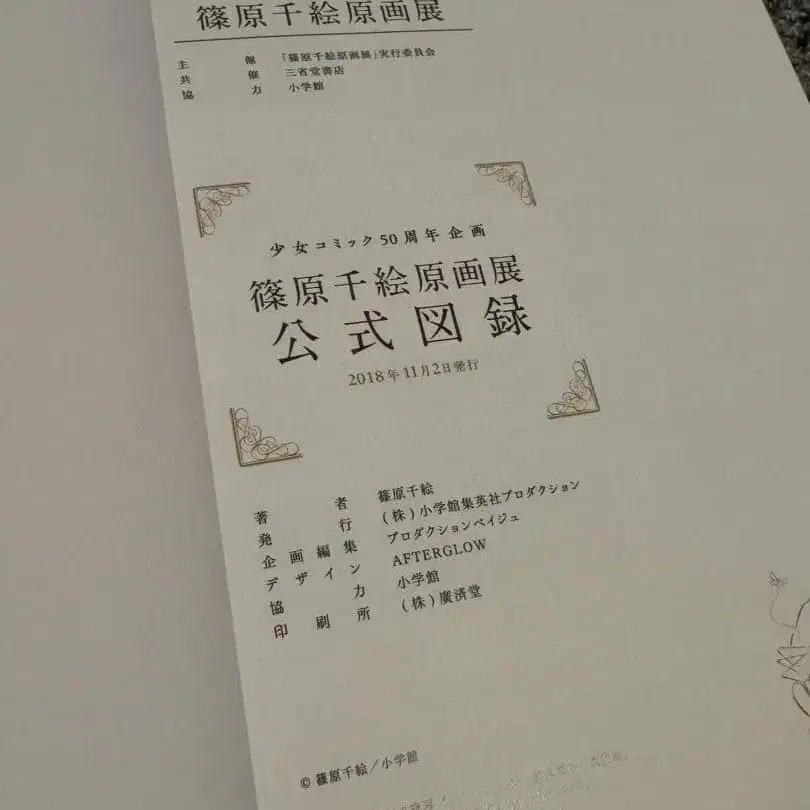 篠原千絵原画展
主催 「篠原千絵原画展」実行委員会
共催 三省堂書店
協力 小学館
少女コミック50周年企画
篠原千絵原画展
公式図録
2018年11月2日発行
著者 篠原千絵
発行 (株)小学館集英社プロダクション
企画編集 プロダクションベイジュ
デザイン AFTERGLOW
協力 小学館
印刷所 (株)廣済堂
© 篠原千絵/小学館